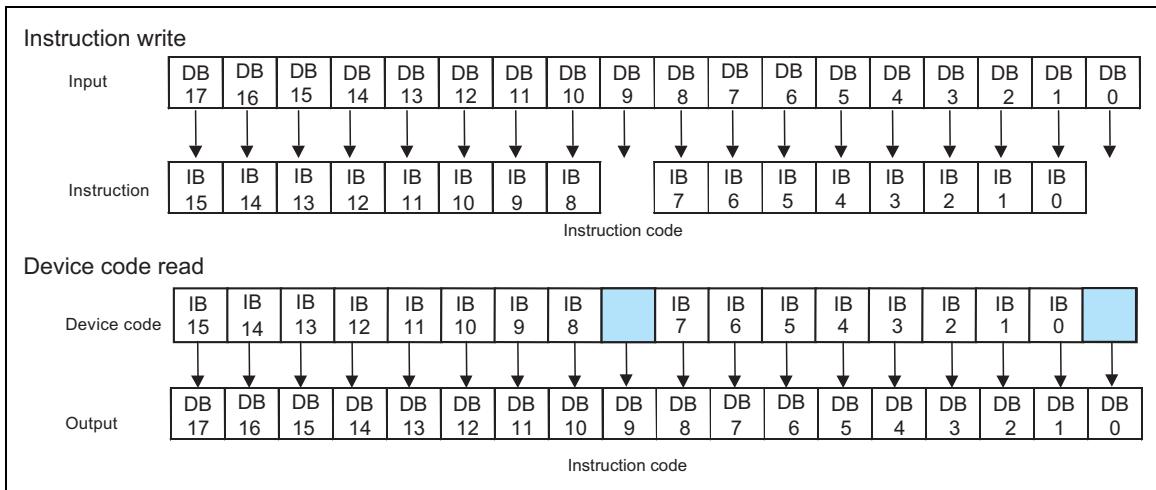 Instruction write
Input DB 17 DB 16 DB 15 DB 14 DB 13 DB 12 DB 11 DB 10 DB 9 DB 8 DB 7 DB 6 DB 5 DB 4 DB 3 DB 2 DB 1 DB 0
Instruction IB 15 IB 14 IB 13 IB 12 IB 11 IB 10 IB 9 IB 8 IB 7 IB 6 IB 5 IB 4 IB 3 IB 2 IB 1 IB 0
Instruction code
Device code read
Device code IB 15 IB 14 IB 13 IB 12 IB 11 IB 10 IB 9 IB 8 IB 7 IB 6 IB 5 IB 4 IB 3 IB 2 IB 1 IB 0
Output DB 17 DB 16 DB 15 DB 14 DB 13 DB 12 DB 11 DB 10 DB 9 DB 8 DB 7 DB 6 DB 5 DB 4 DB 3 DB 2 DB 1 DB 0
Instruction code